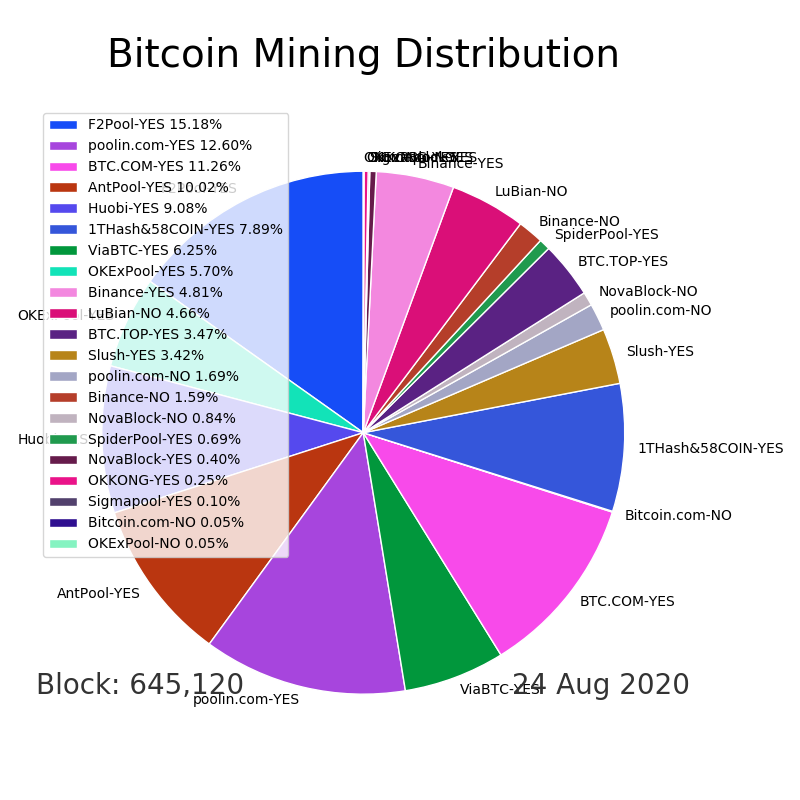 Bitcoin Mining Distribution
F2Pool-YES 15.18%
poolin.com-YES 12.60%
BTC.COM-YES 11.26%
AntPool-YES 10.02%
Huobi-YES 9.08%
1THash&58COIN-YES 7.89%
ViaBTC-YES 6.25%
OKExPool-YES 5.70%
Binance-YES 4.81%
LuBian-NO 4.66%
BTC.TOP-YES 3.47%
Slush-YES 3.42%
poolin.com-NO 1.69%
Binance-NO 1.59%
NovaBlock-NO 0.84%
SpiderPool-YES 0.69%
NovaBlock-YES 0.40%
OKKONG-YES 0.25%
Sigmapool-YES 0.10%
Bitcoin.com-NO 0.05%
OKExPool-NO 0.05%
Binance-YES
LuBian-NO
Binance-NO
SpiderPool-YES
BTC.TOP-YES
NovaBlock-NO
poolin.com-NO
Slush-YES
1THash&58COIN-YES
Bitcoin.com-NO
BTC.COM-YES
ViaBTC-YES
poolin.com-YES
AntPool-YES
Block: 645,120
24 Aug 2020